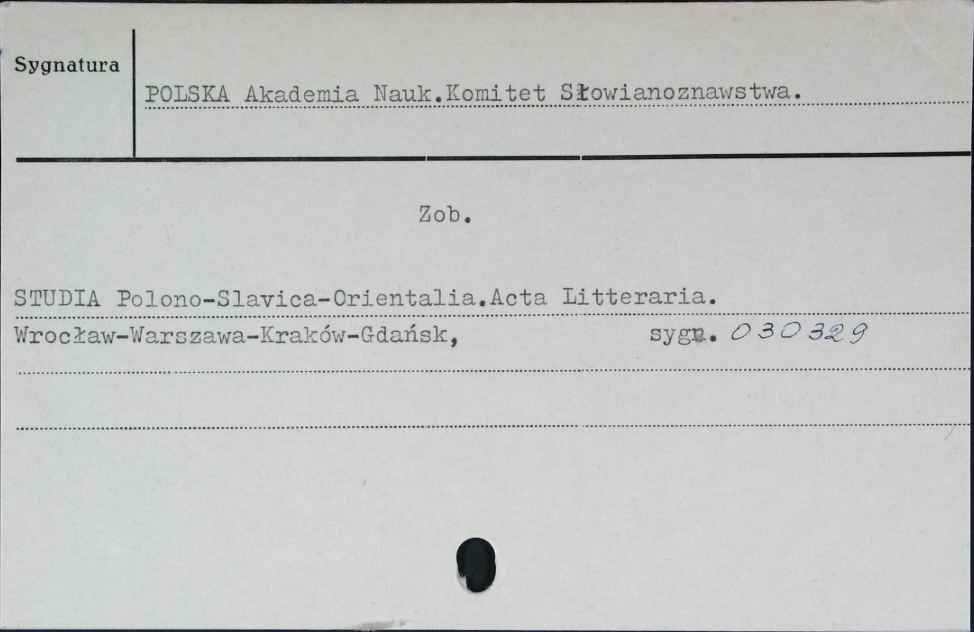 Sygnatura
POLSKA Akademia Nauk.Komitet Słowianoznawstwa.
Zob.
STUDIA Polono-Slavica-Orientalia.Acta Litteraria.
Wrocław-Warszawa-Kraków-Gdańsk, sygn. 030329